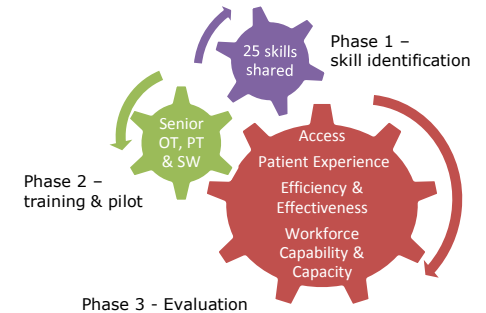 25 skills
shared
Phase 1 –
skill identification
Senior
OT, PT
& SW
Phase 2 –
training & pilot
Access
Patient Experience
Efficiency &
Effectiveness
Workforce
Capability &
Capacity
Phase 3 - Evaluation